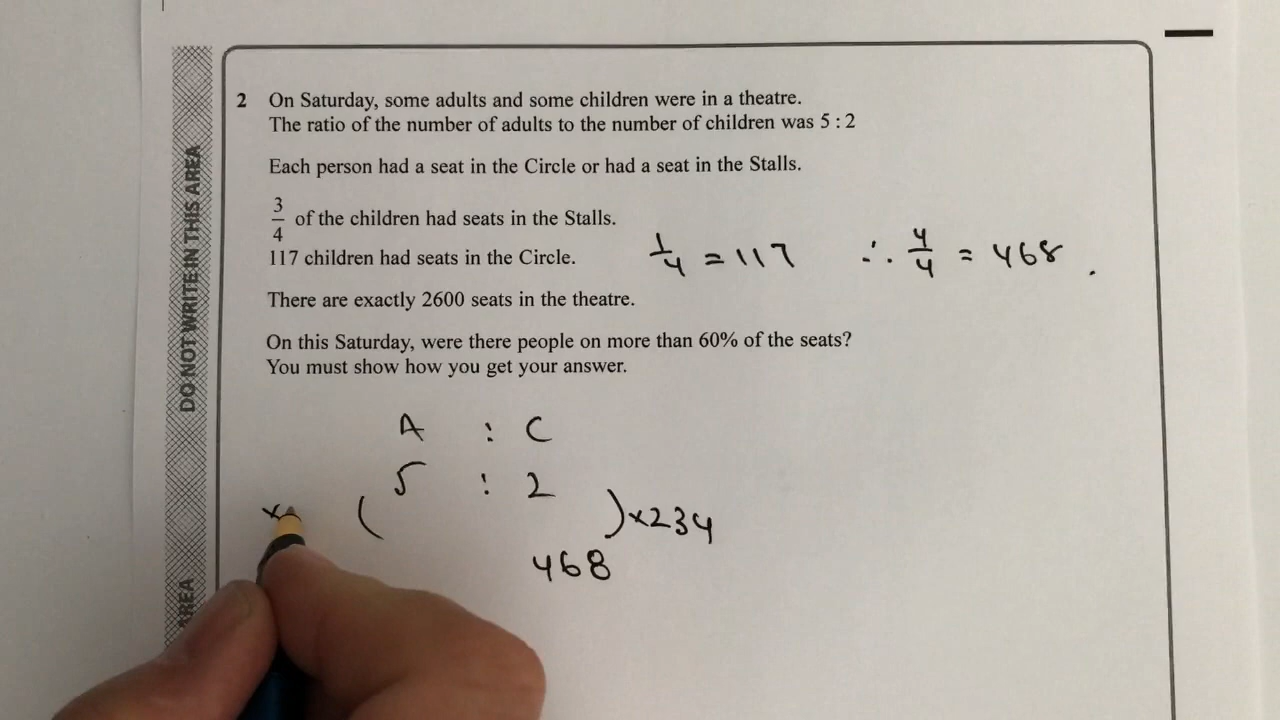 2 On Saturday, some adults and some children were in a theatre.
The ratio of the number of adults to the number of children was 5 : 2
Each person had a seat in the Circle or had a seat in the Stalls.
3/4 of the children had seats in the Stalls.
117 children had seats in the Circle. 1/4 = 117 ∴ 4/4 = 468 .
There are exactly 2600 seats in the theatre.
On this Saturday, were there people on more than 60% of the seats?
You must show how you get your answer.
A : C
5 : 2
× ( ) ×234
468
DO NOT WRITE IN THIS AREA
AREA